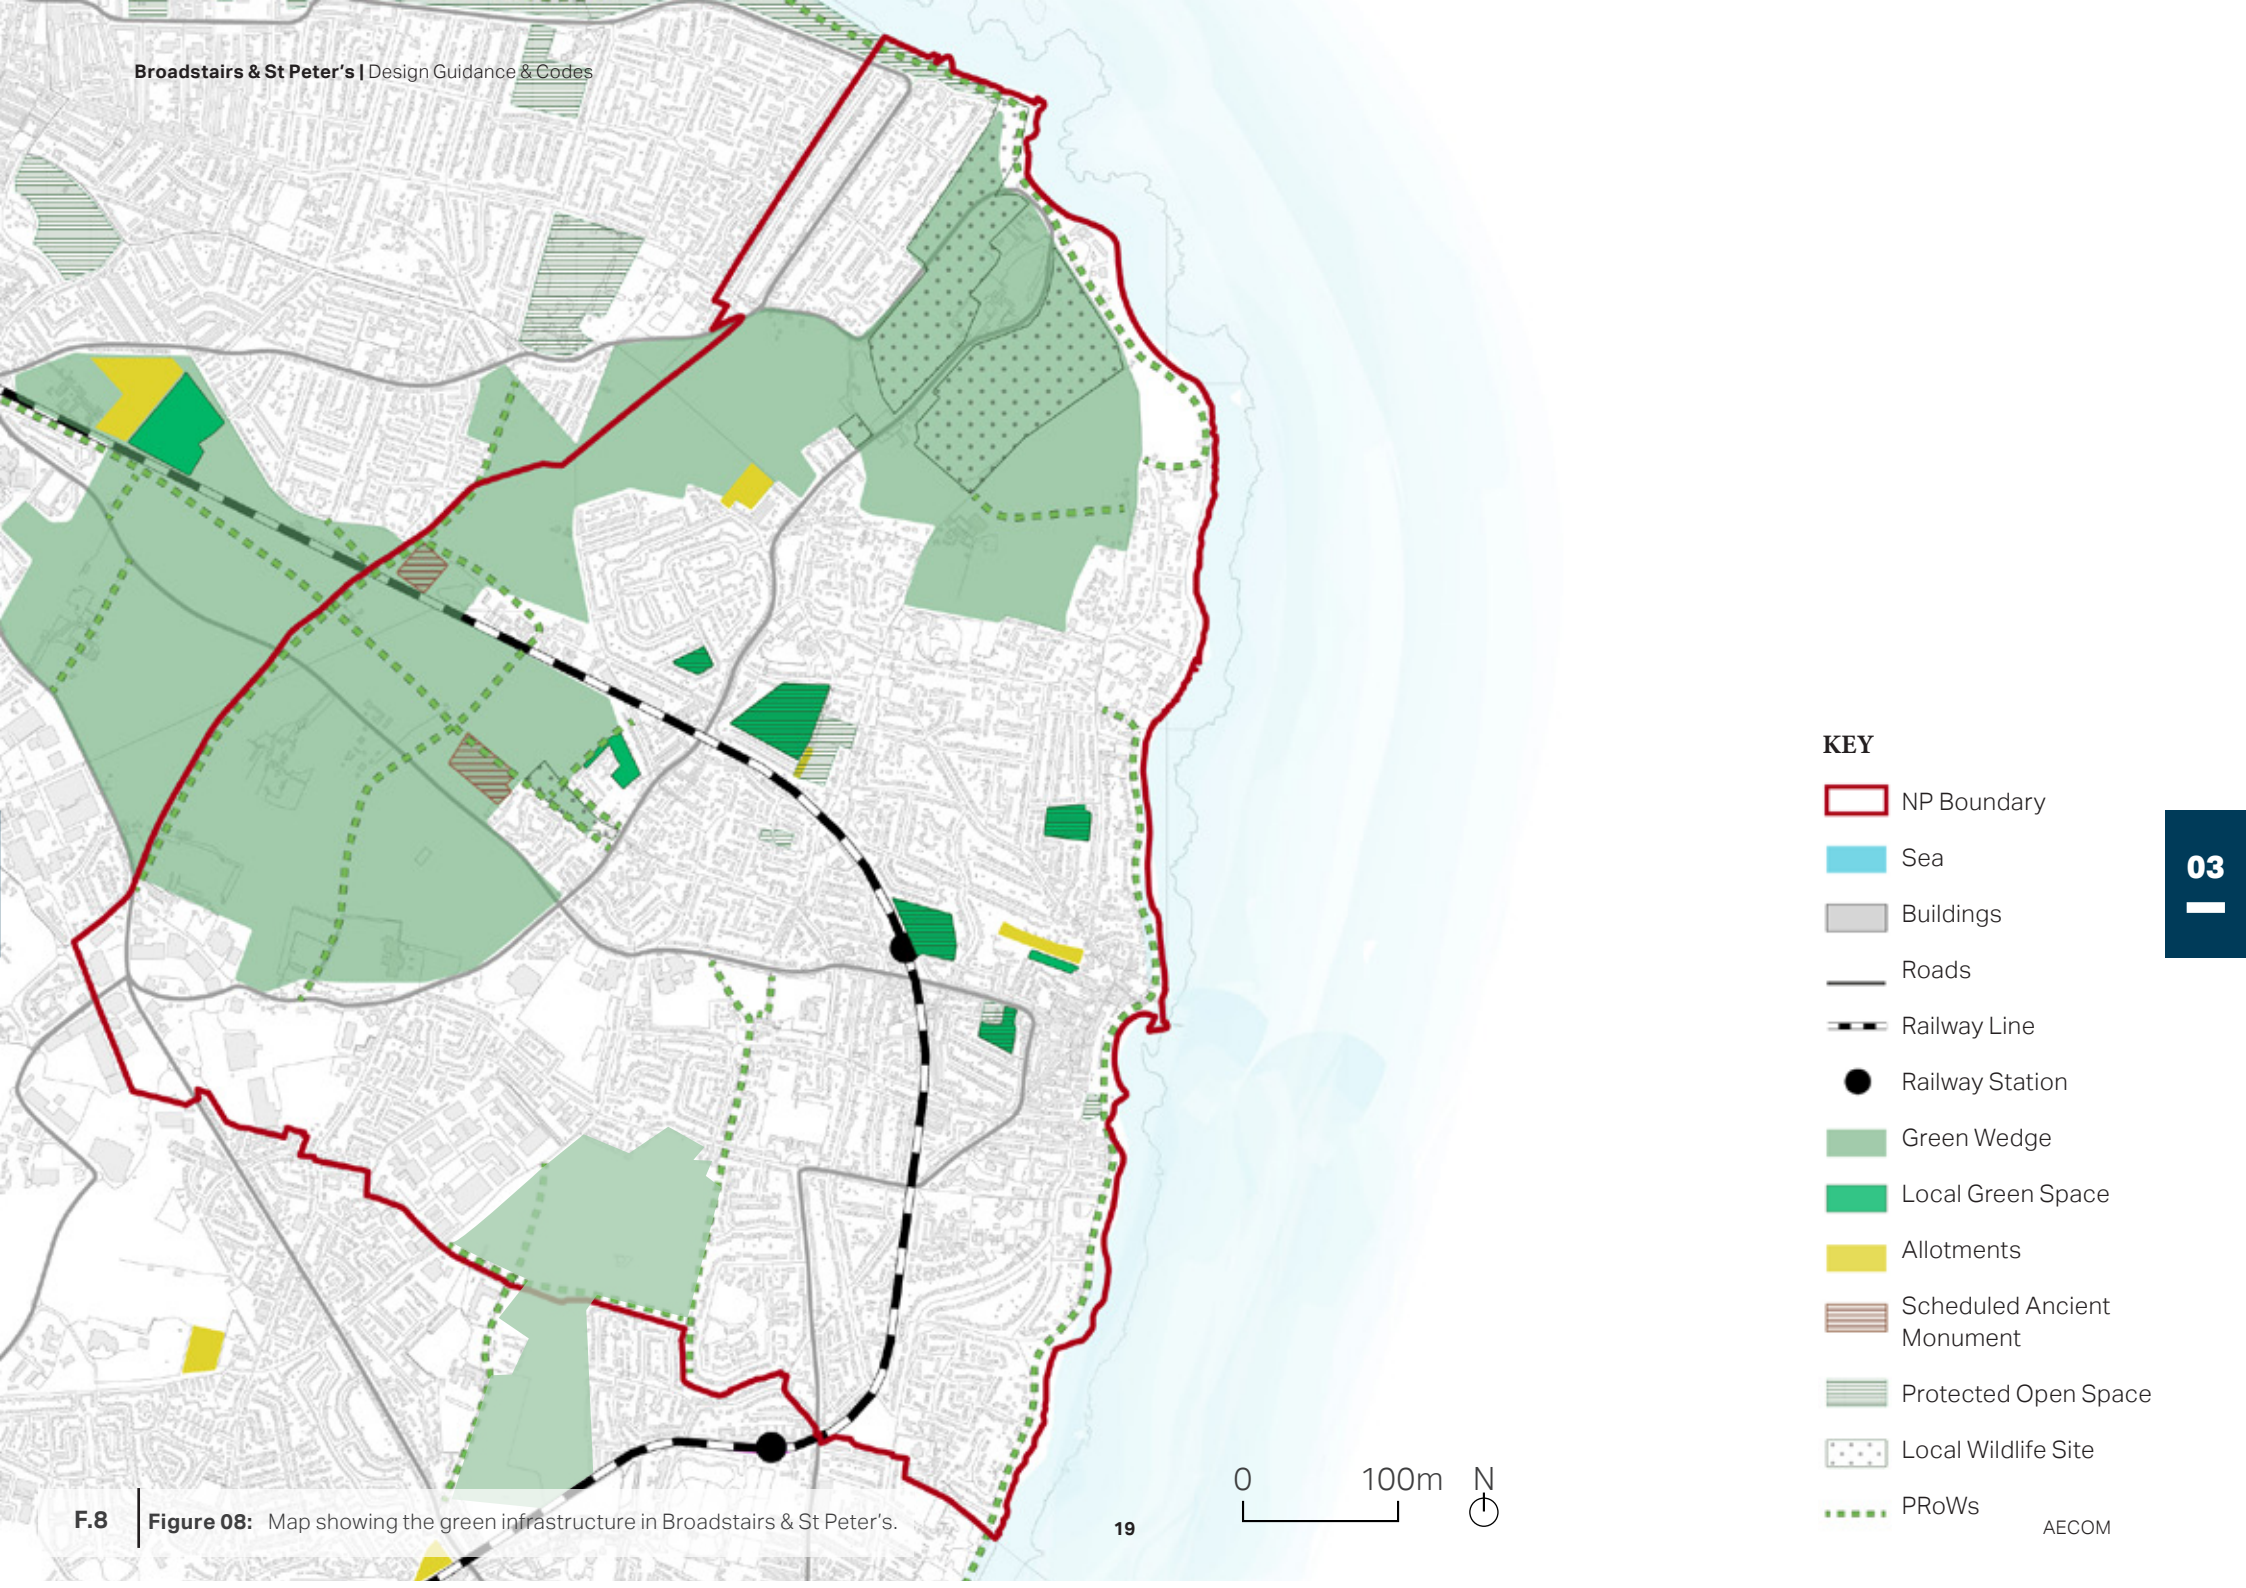 Broadstairs & St Peter's | Design Guidance & Codes
KEY
NP Boundary
Sea
Buildings
Roads
Railway Line
Railway Station
Green Wedge
Local Green Space
Allotments
Scheduled Ancient
Monument
Protected Open Space
Local Wildlife Site
PRoWs
03
0 100m N
F.8 Figure 08: Map showing the green infrastructure in Broadstairs & St Peter's.
19
AECOM